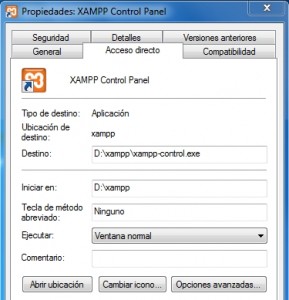 Propiedades: XAMPP Control Panel
Seguridad Detalles Versiones anteriores
General Acceso directo Compatibilidad
XAMPP Control Panel
Tipo de destino: Aplicación
Ubicación de destino: xampp
Destino: D:\xampp\xampp-control.exe
Iniciar en: D:\xampp
Tecla de método abreviado: Ninguno
Ejecutar: Ventana normal
Comentario:
Abrir ubicación Cambiar icono... Opciones avanzadas...